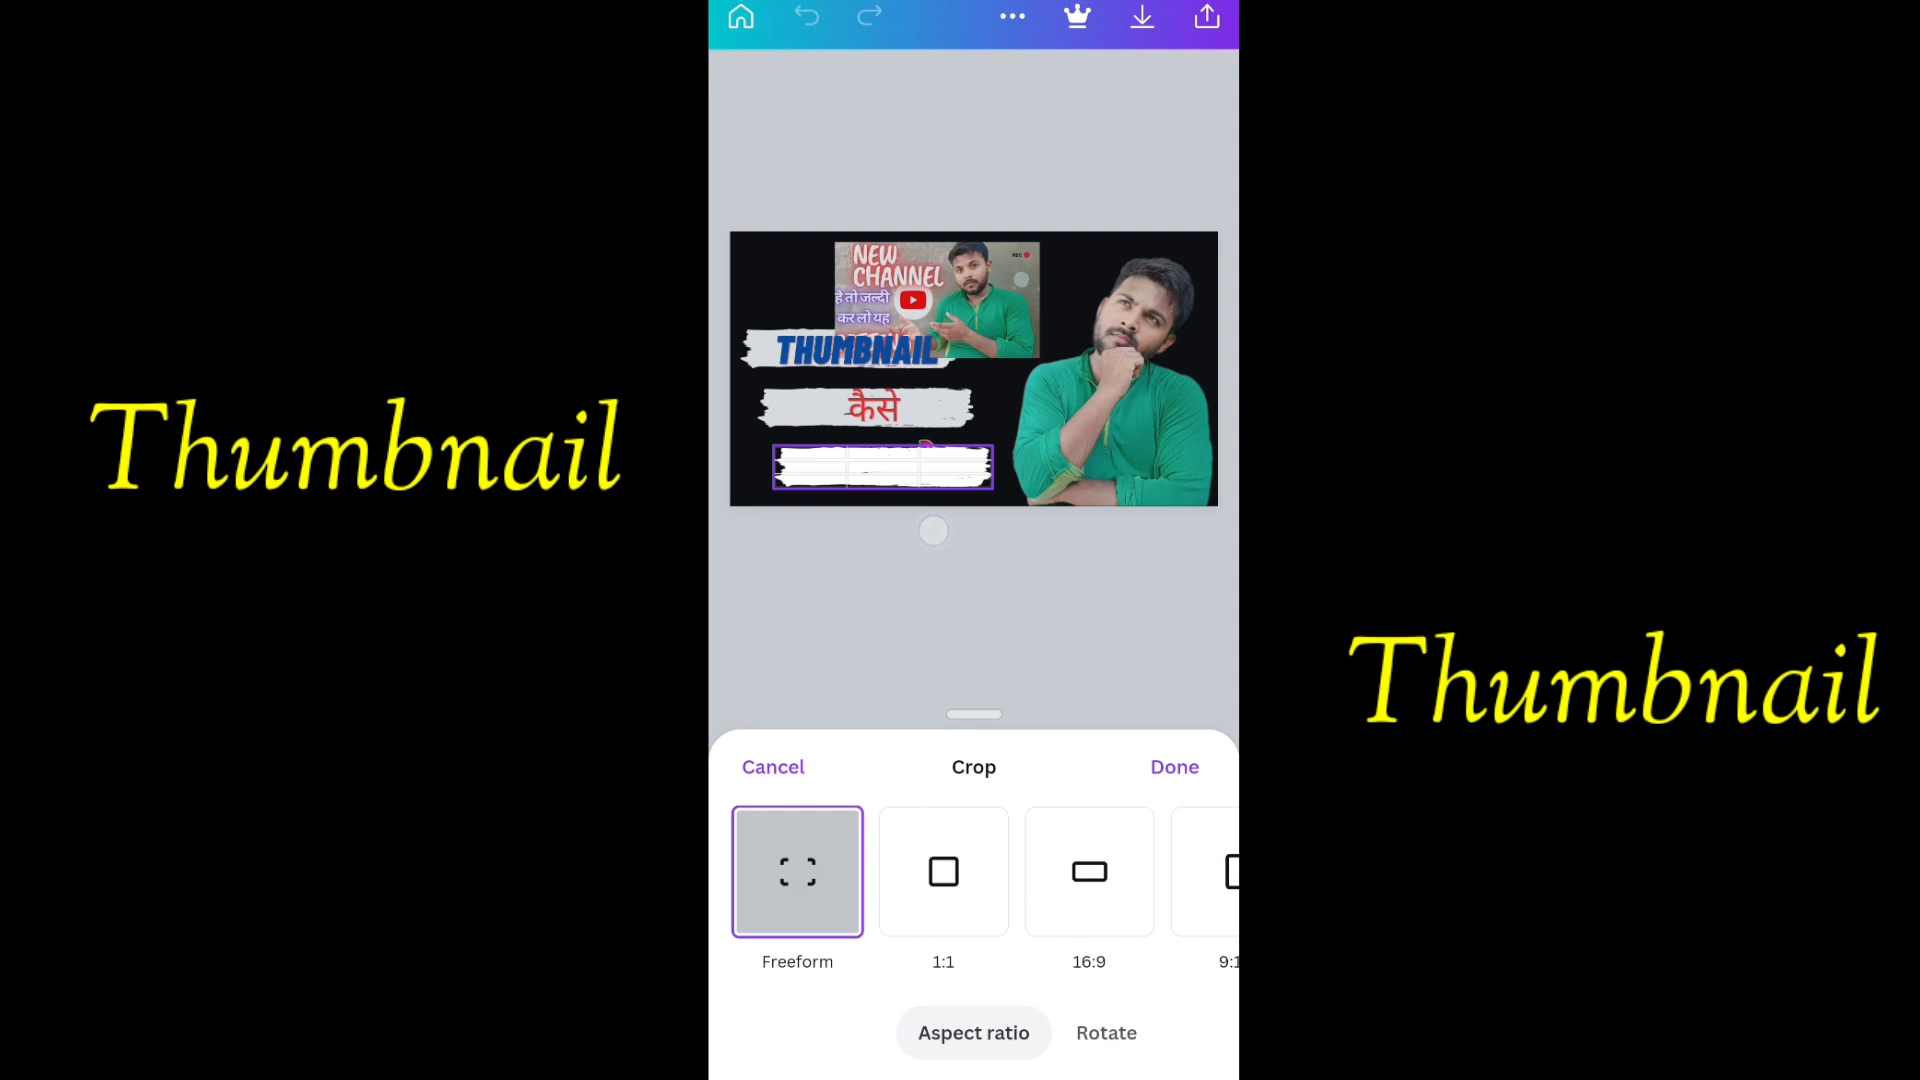 Thumbnail
NEW
CHANNEL
REC
है तो जल्दी
कर लो यह
THUMBNAIL
कैसे
Thumbnail
Cancel
Crop
Done
Freeform
1:1
16:9
Aspect ratio
Rotate